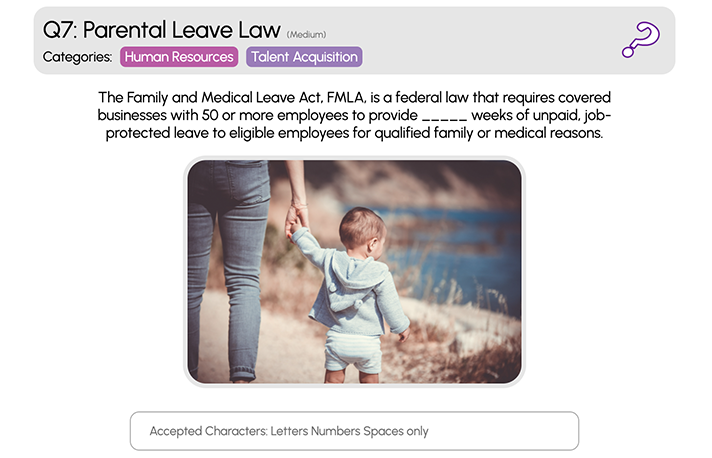 Q7: Parental Leave Law (Medium)
Categories: Human Resources Talent Acquisition
The Family and Medical Leave Act, FMLA, is a federal law that requires covered
businesses with 50 or more employees to provide _____ weeks of unpaid, job-
protected leave to eligible employees for qualified family or medical reasons.
Accepted Characters: Letters Numbers Spaces only